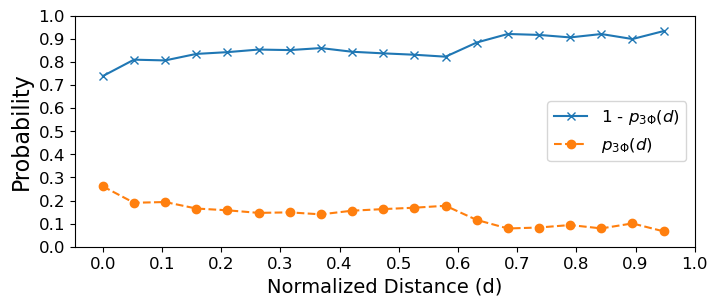 1.0
0.9
0.8
0.7
0.6
0.5
0.4
0.3
0.2
0.1
0.0
Probability
1 - p₃Φ(d)
p₃Φ(d)
0.0 0.1 0.2 0.3 0.4 0.5 0.6 0.7 0.8 0.9 1.0
Normalized Distance (d)